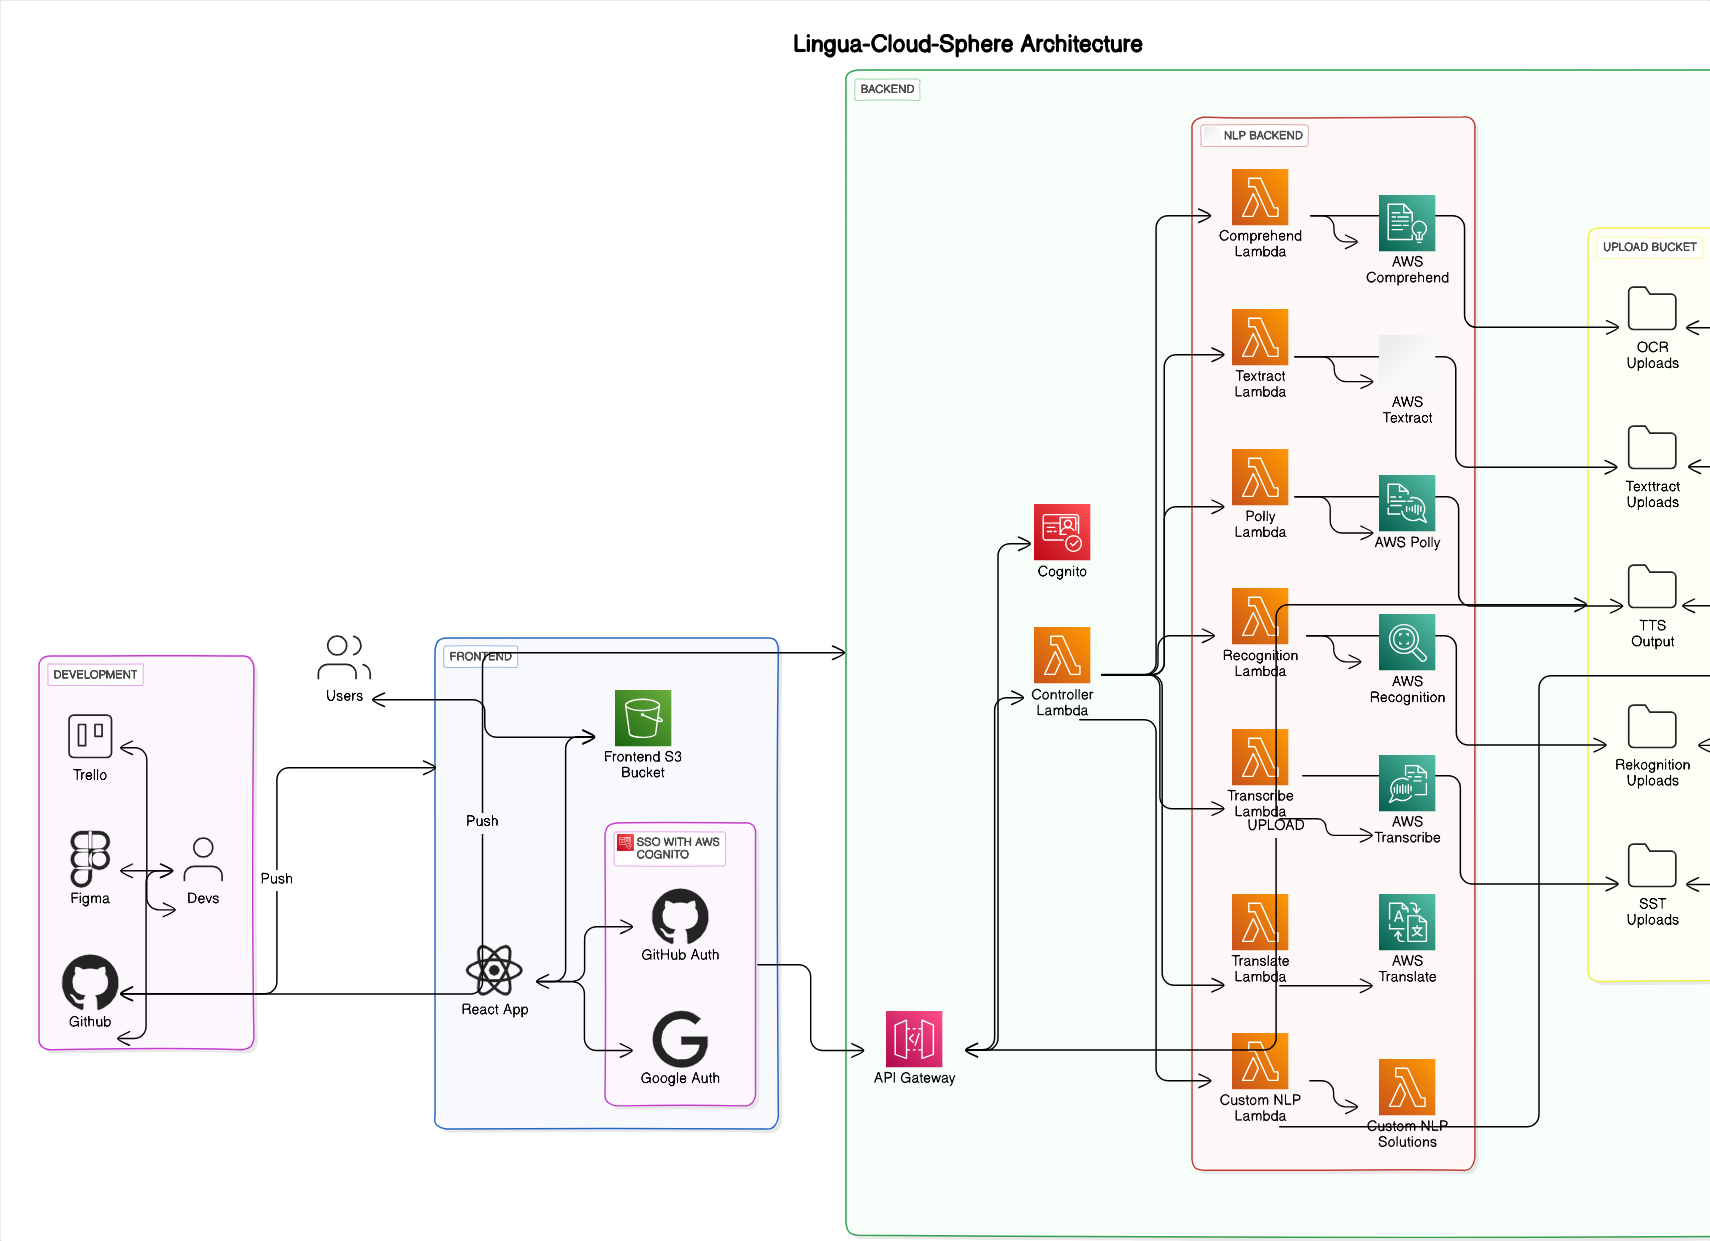 Lingua-Cloud-Sphere Architecture
BACKEND
NLP BACKEND
Comprehend
Lambda
AWS
Comprehend
UPLOAD BUCKET
OCR
Uploads
Textract
Lambda
AWS
Textract
Texttract
Uploads
Polly
Lambda
AWS Polly
Cognito
TTS
Output
Recognition
Lambda
AWS
Recognition
Controller
Lambda
Rekognition
Uploads
Transcribe
Lambda
UPLOAD
AWS
Transcribe
SST
Uploads
Translate
Lambda
AWS
Translate
API Gateway
Custom NLP
Lambda
Custom NLP
Solutions
Users
FRONTEND
Frontend S3
Bucket
Push
SSO WITH AWS
COGNITO
GitHub Auth
React App
Google Auth
DEVELOPMENT
Trello
Figma
Devs
Push
Github